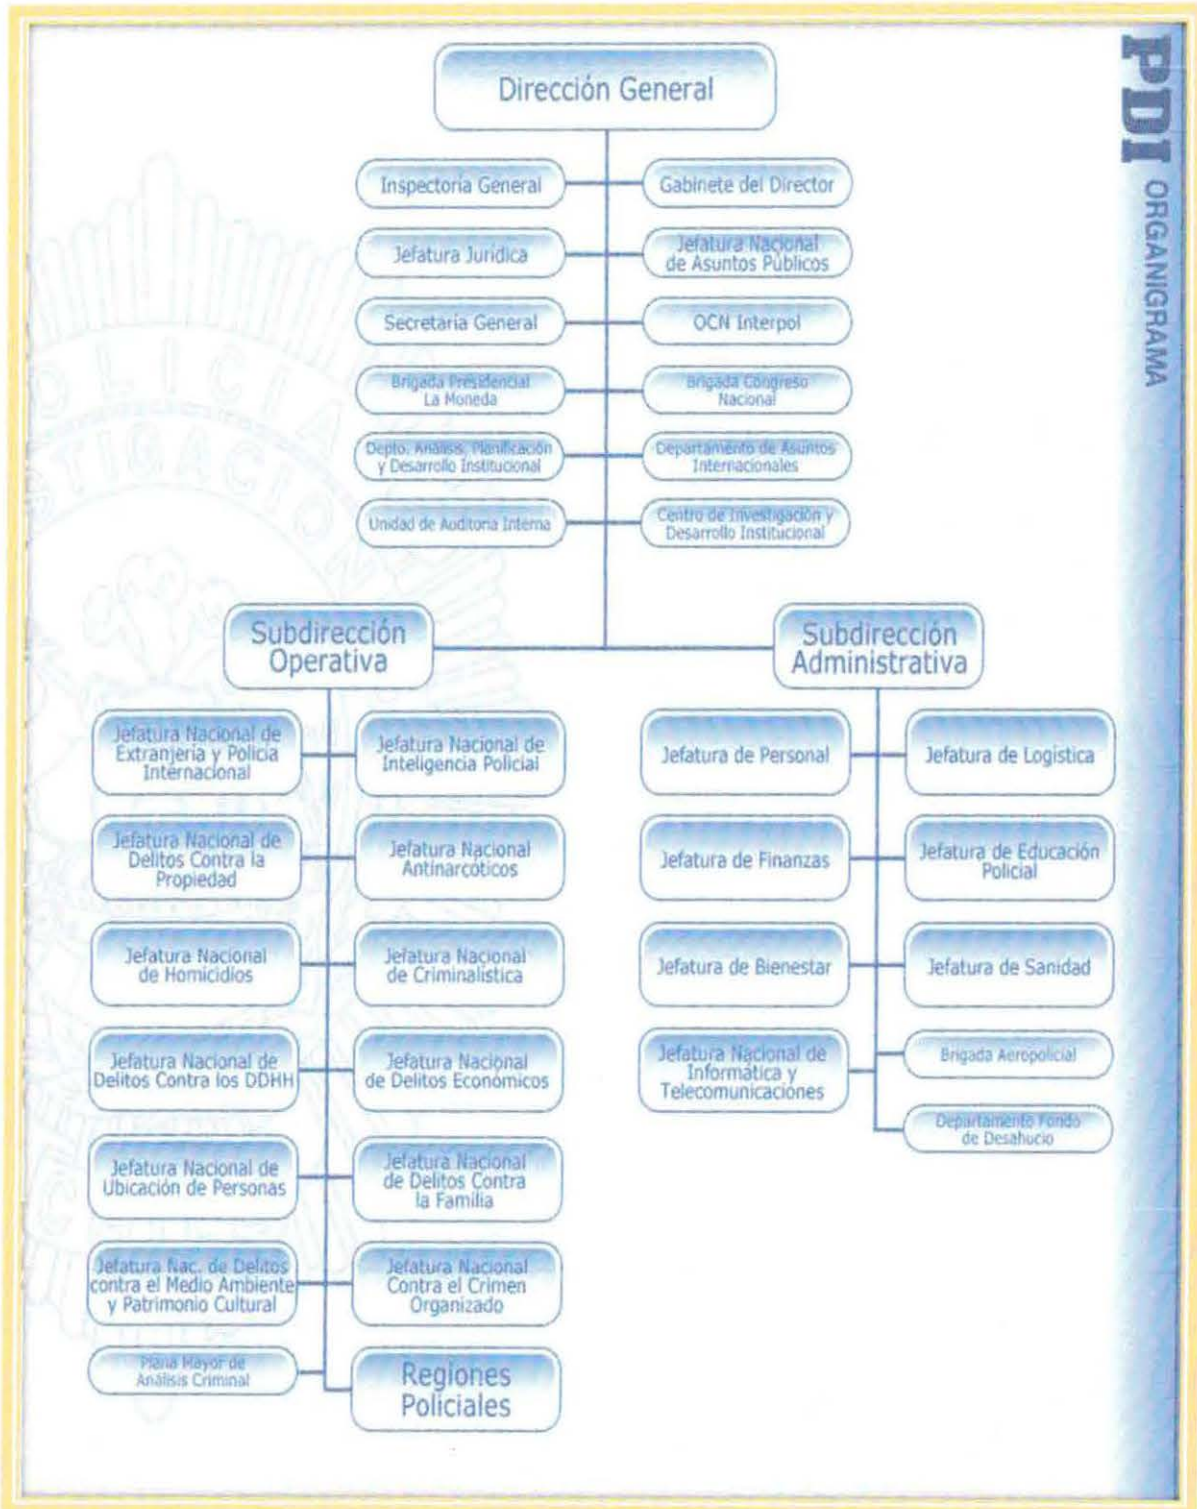 PDI ORGANIGRAMA
Dirección General
Inspectoría General
Gabinete del Director
Jefatura Jurídica
Jefatura Nacional
de Asuntos Públicos
Secretaría General
OCN Interpol
Brigada Presidencial
La Moneda
Brigada Congreso
Nacional
Depto. Análisis, Planificación
y Desarrollo Institucional
Departamento de Asuntos
Internacionales
Unidad de Auditoria Interna
Centro de Investigación y
Desarrollo Institucional
Subdirección
Operativa
Subdirección
Administrativa
Jefatura Nacional de
Extranjería y Policía
Internacional
Jefatura Nacional de
Inteligencia Policial
Jefatura de Personal
Jefatura de Logística
Jefatura Nacional de
Delitos Contra la
Propiedad
Jefatura Nacional
Antinarcóticos
Jefatura de Finanzas
Jefatura de Educación
Policial
Jefatura Nacional
de Homicidios
Jefatura Nacional
de Criminalística
Jefatura de Bienestar
Jefatura de Sanidad
Jefatura Nacional de
Delitos Contra los DDHH
Jefatura Nacional
de Delitos Económicos
Jefatura Nacional de
Informática y
Telecomunicaciones
Brigada Aeropolicial
Departamento Fondo
de Desahucio
Jefatura Nacional de
Ubicación de Personas
Jefatura Nacional
de Delitos Contra
la Familia
Jefatura Nac. de Delitos
contra el Medio Ambiente
y Patrimonio Cultural
Jefatura Nacional
Contra el Crimen
Organizado
Plana Mayor de
Análisis Criminal
Regiones
Policiales